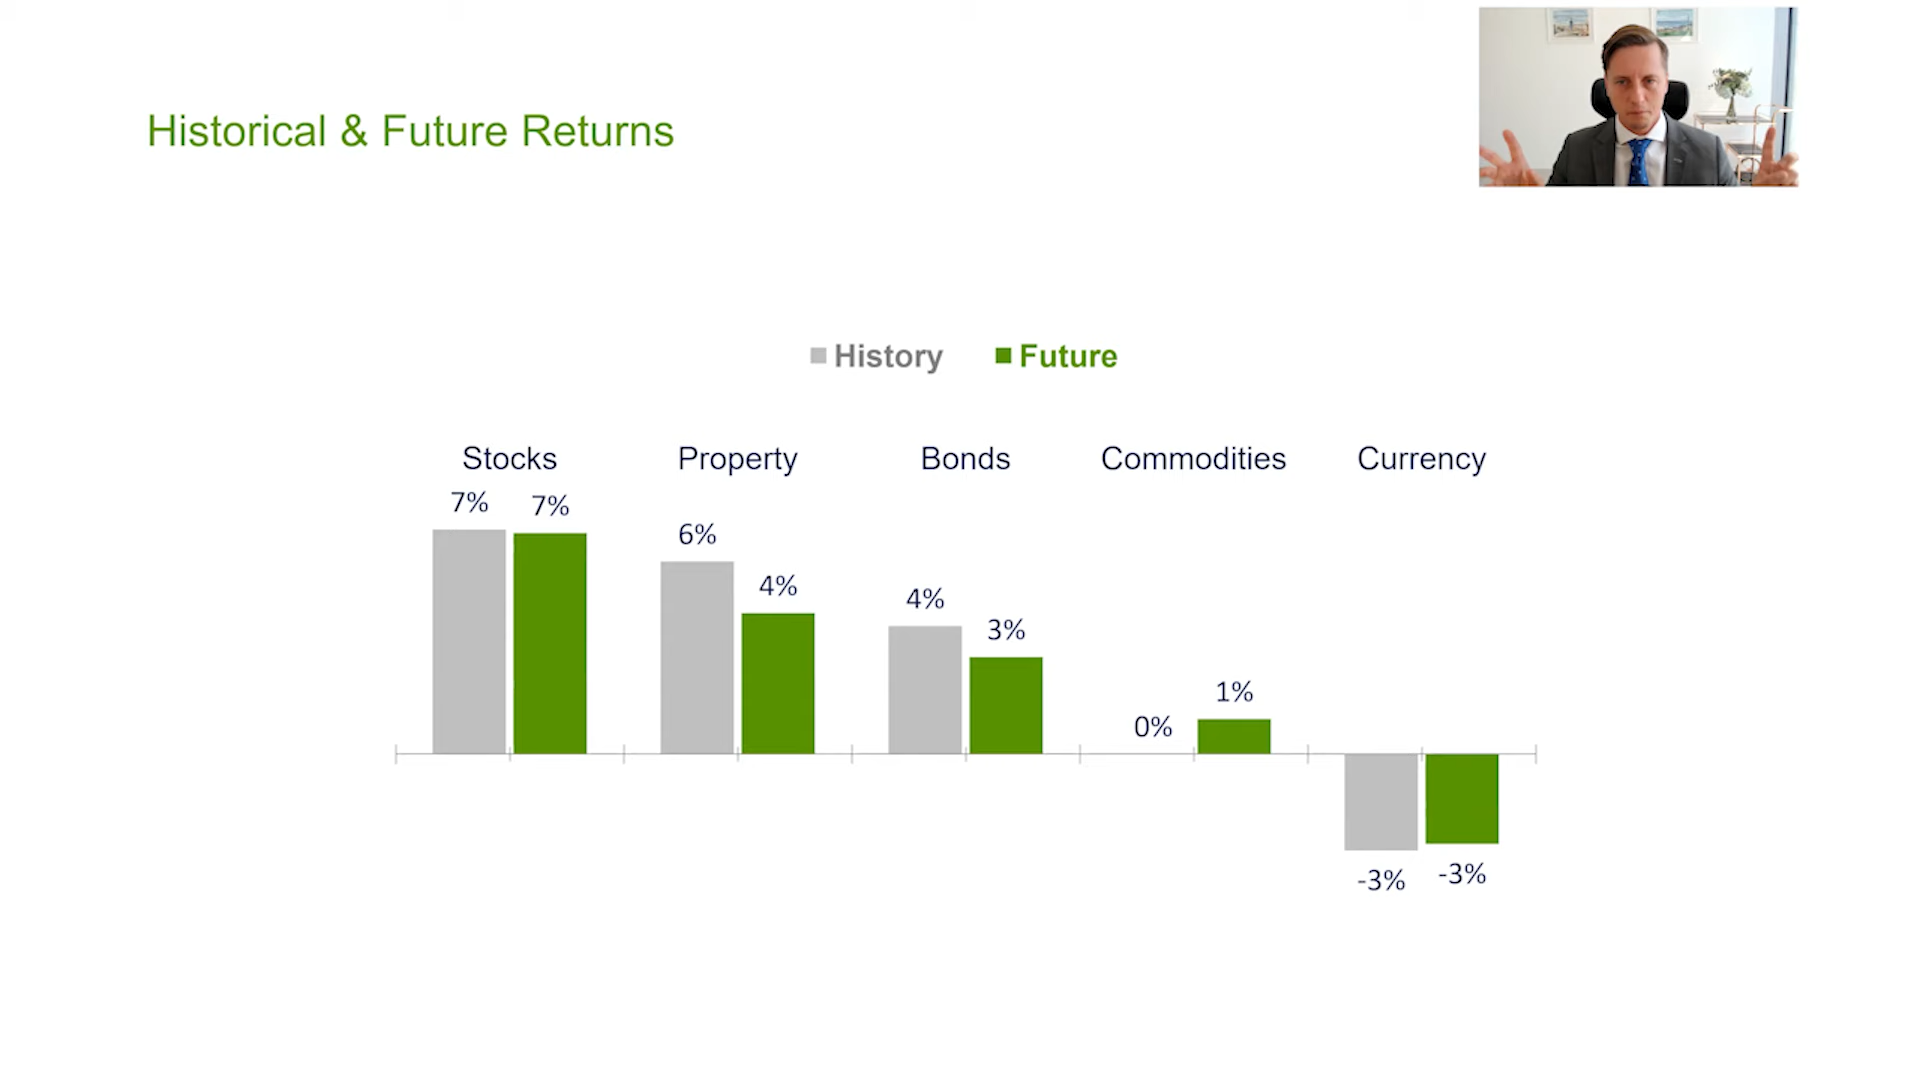 Historical & Future Returns
History Future
Stocks Property Bonds Commodities Currency
7% 7% 6% 4% 4% 3% 0% 1% -3% -3%